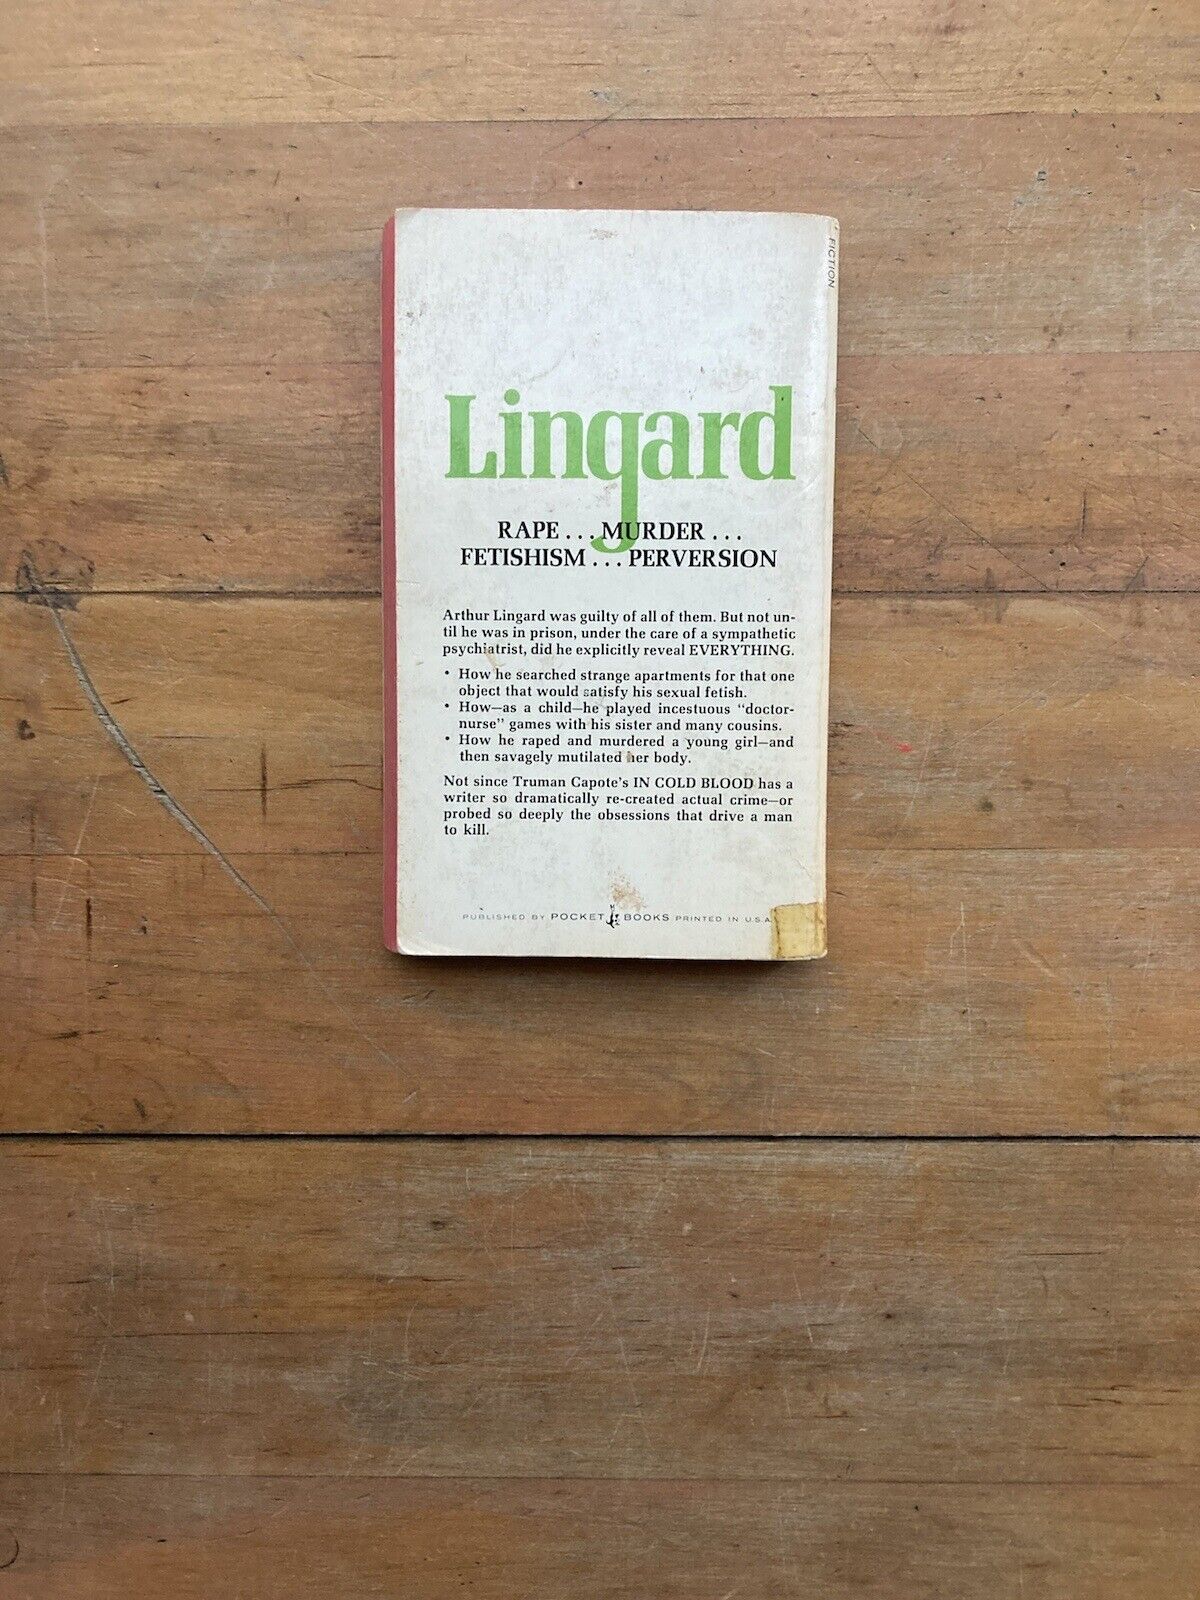 FICTION
Lingard
RAPE . . . MURDER . . .
FETISHISM . . . PERVERSION
Arthur Lingard was guilty of all of them. But not un-
til he was in prison, under the care of a sympathetic
psychiatrist, did he explicitly reveal EVERYTHING.
• How he searched strange apartments for that one
object that would satisfy his sexual fetish.
• How—as a child—he played incestuous "doctor-
nurse" games with his sister and many cousins.
• How he raped and murdered a young girl—and
then savagely mutilated her body.
Not since Truman Capote's IN COLD BLOOD has a
writer so dramatically re-created actual crime—or
probed so deeply the obsessions that drive a man
to kill.
PUBLISHED BY POCKET BOOKS PRINTED IN U.S.A.